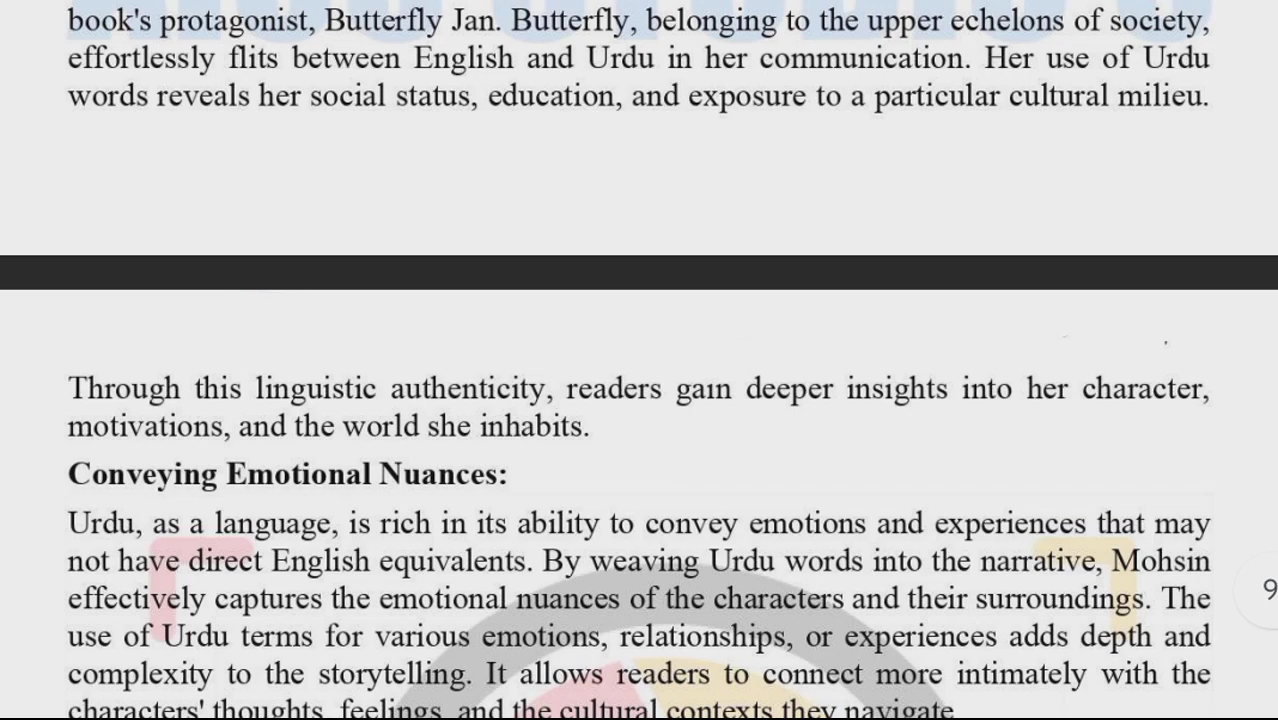 book's protagonist, Butterfly Jan. Butterfly, belonging to the upper echelons of society,
effortlessly flits between English and Urdu in her communication. Her use of Urdu
words reveals her social status, education, and exposure to a particular cultural milieu.
Through this linguistic authenticity, readers gain deeper insights into her character,
motivations, and the world she inhabits.
Conveying Emotional Nuances:
Urdu, as a language, is rich in its ability to convey emotions and experiences that may
not have direct English equivalents. By weaving Urdu words into the narrative, Mohsin
effectively captures the emotional nuances of the characters and their surroundings. The
use of Urdu terms for various emotions, relationships, or experiences adds depth and
complexity to the storytelling. It allows readers to connect more intimately with the
characters' thoughts, feelings, and the cultural contexts they navigate
9